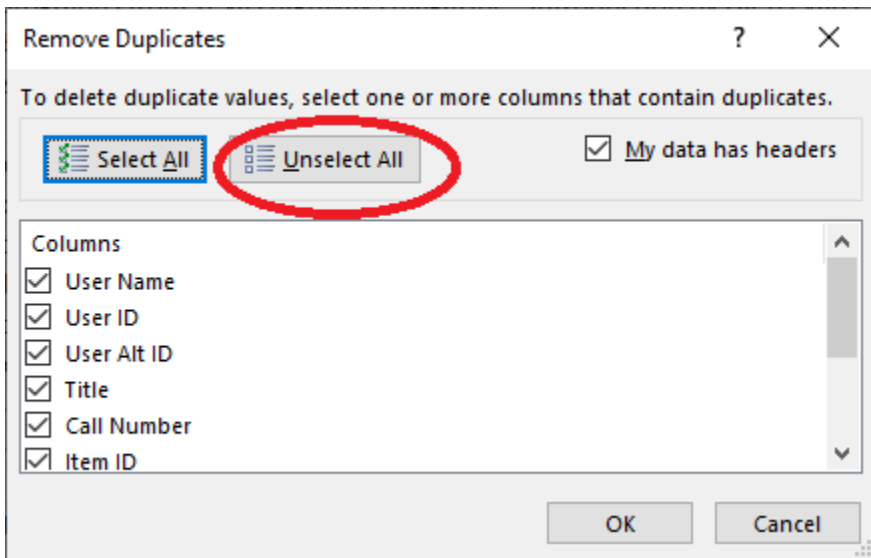 Remove Duplicates ?
To delete duplicate values, select one or more columns that contain duplicates.
Select All Unselect All My data has headers
Columns
User Name
User ID
User Alt ID
Title
Call Number
Item ID
OK Cancel